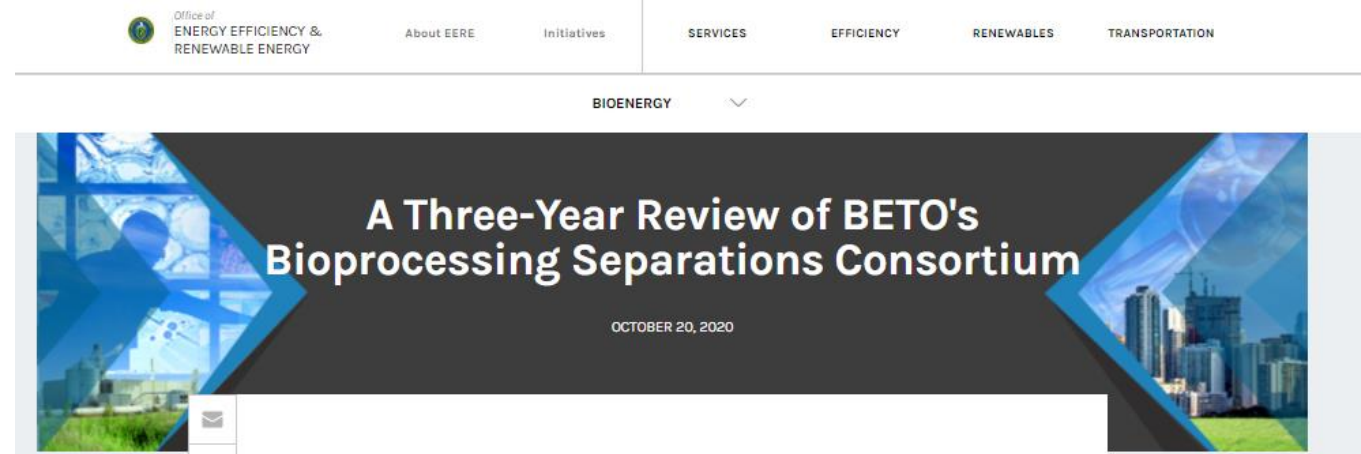 Office of
ENERGY EFFICIENCY &
RENEWABLE ENERGY
About EERE
Initiatives
SERVICES
EFFICIENCY
RENEWABLES
TRANSPORTATION
BIOENERGY
A Three-Year Review of BETO's
Bioprocessing Separations Consortium
OCTOBER 20, 2020